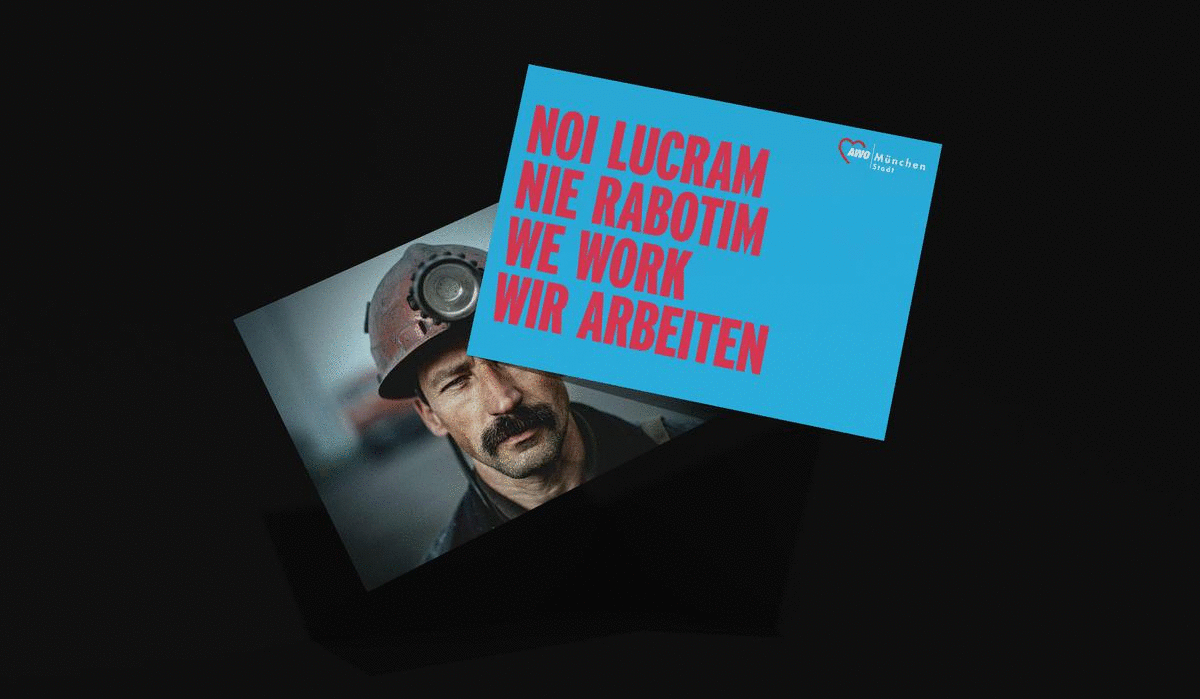 NOI LUCRAM
NIE RABOTIM
WE WORK
WIR ARBEITEN
AWO München
Stadt